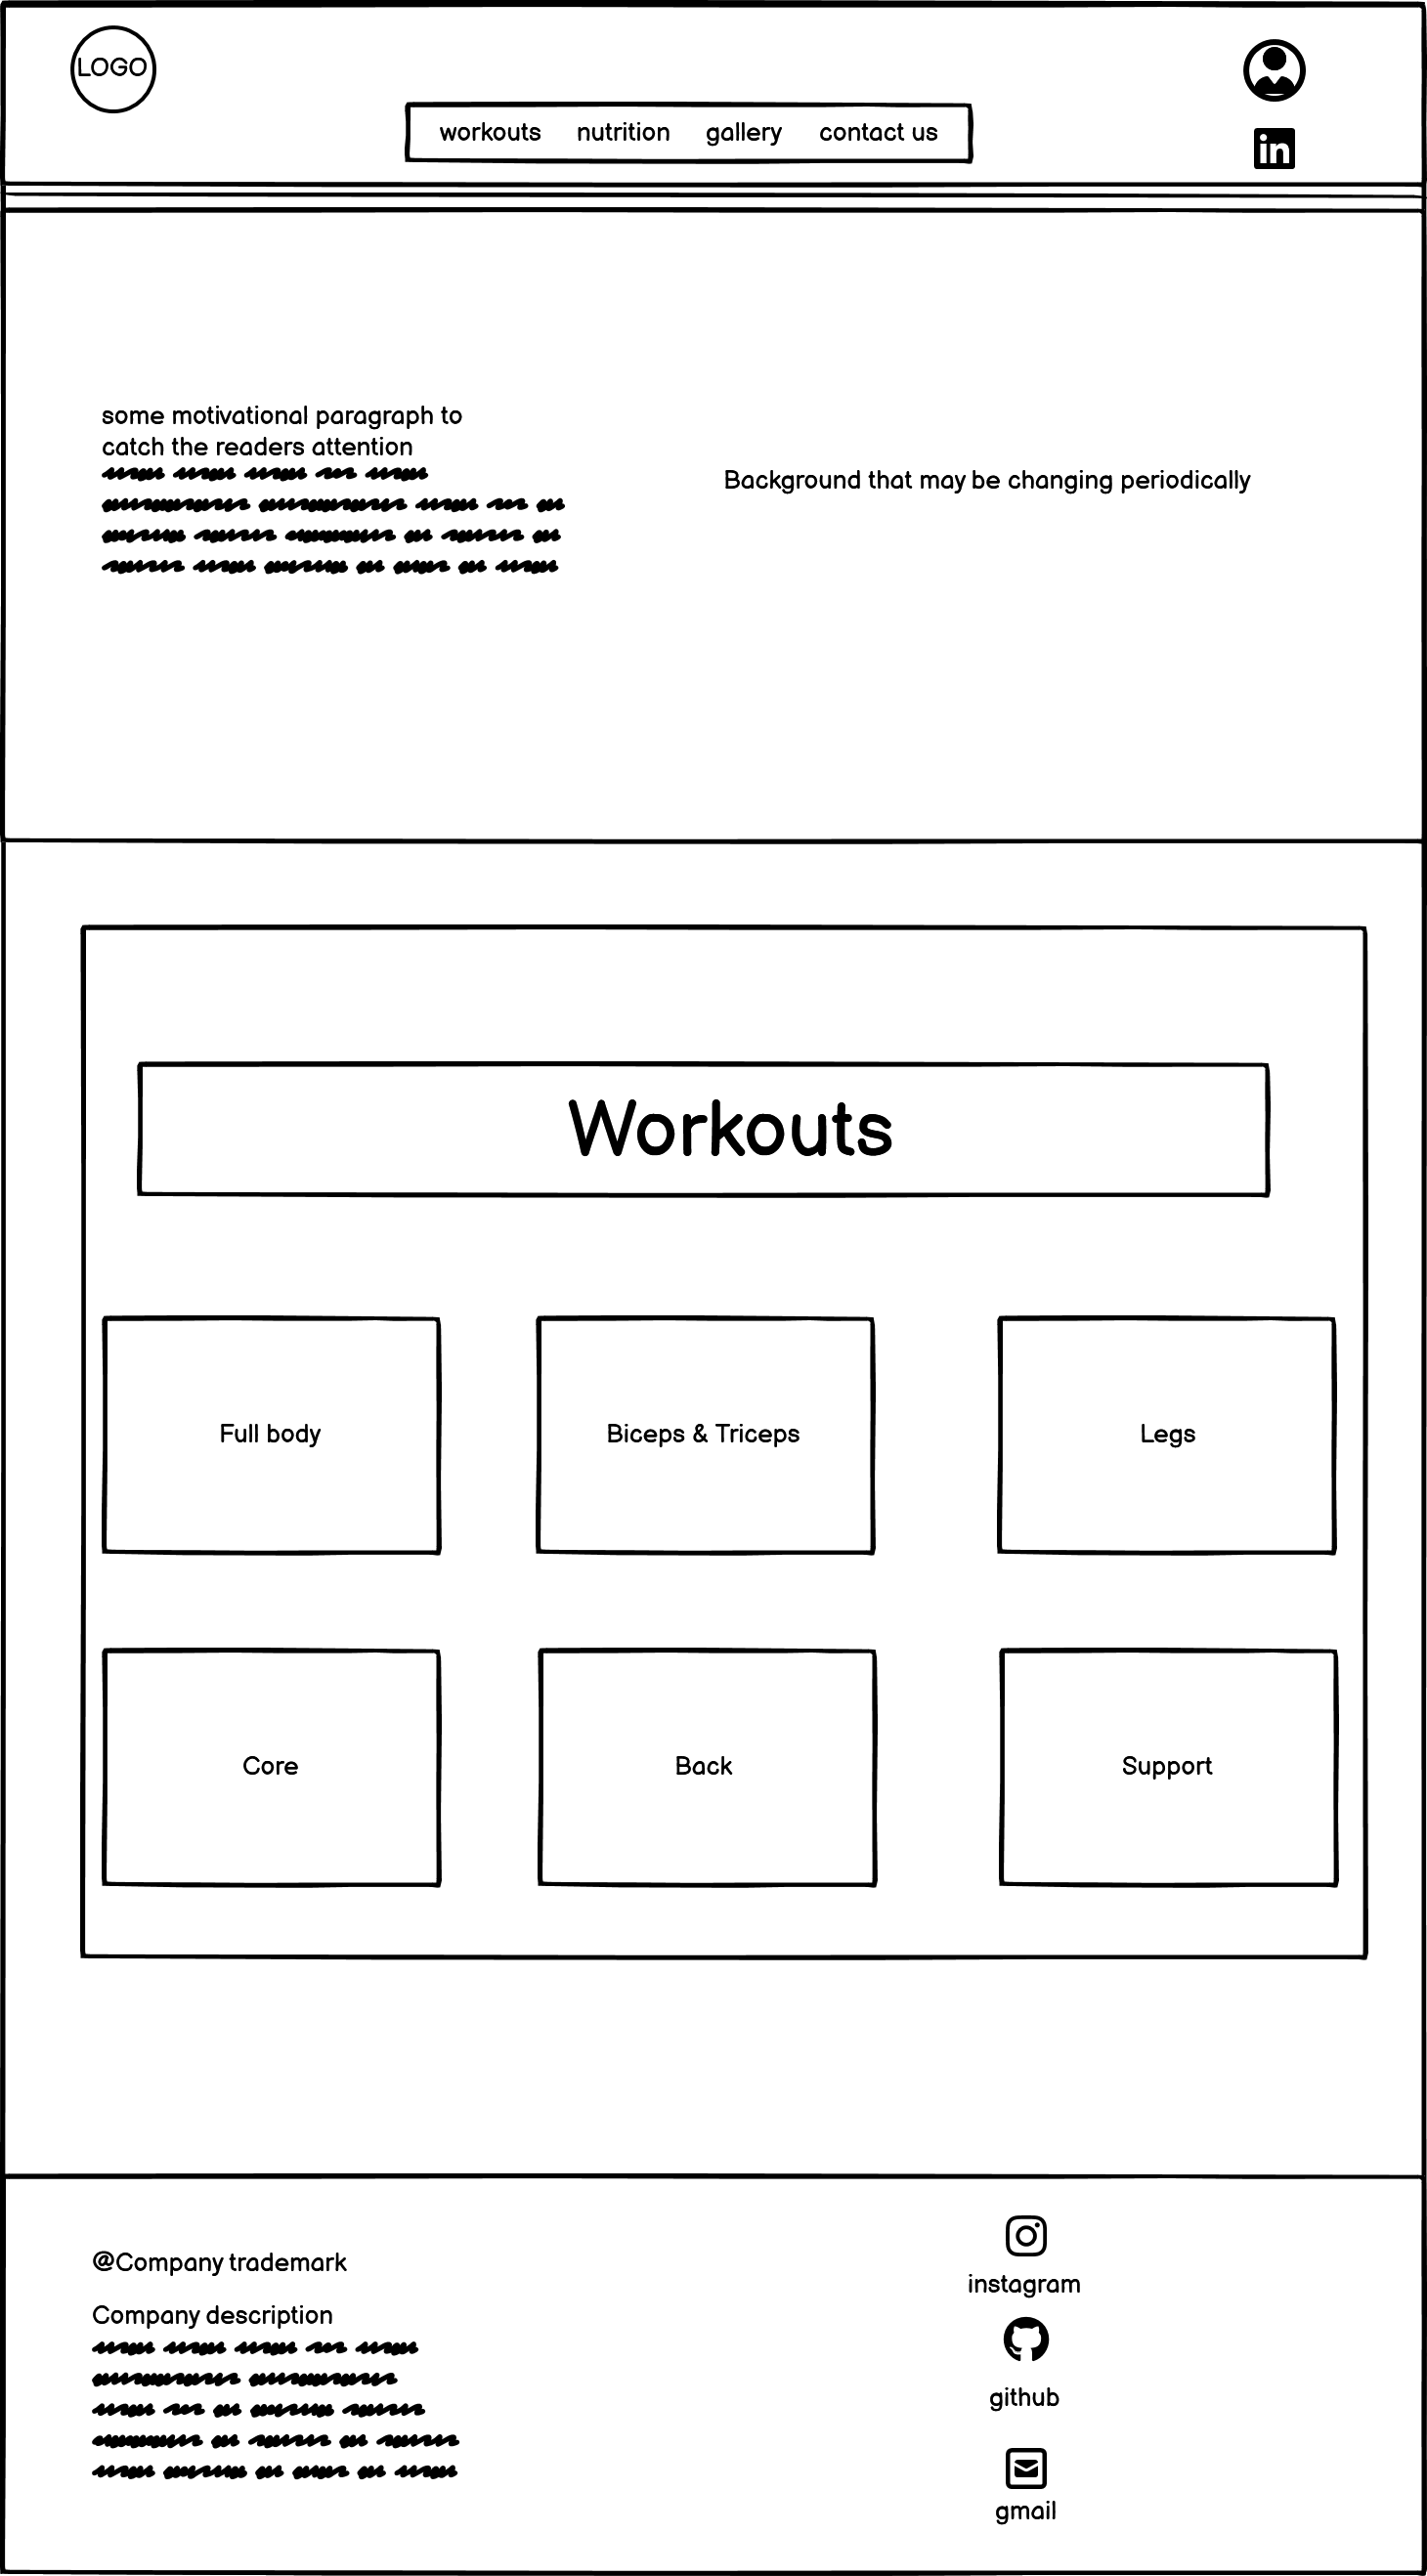 LOGO
workouts nutrition gallery contact us
in
some motivational paragraph to
catch the readers attention
Background that may be changing periodically
Workouts
Full body Biceps & Triceps Legs
Core Back Support
@Company trademark
Company description
instagram
github
gmail